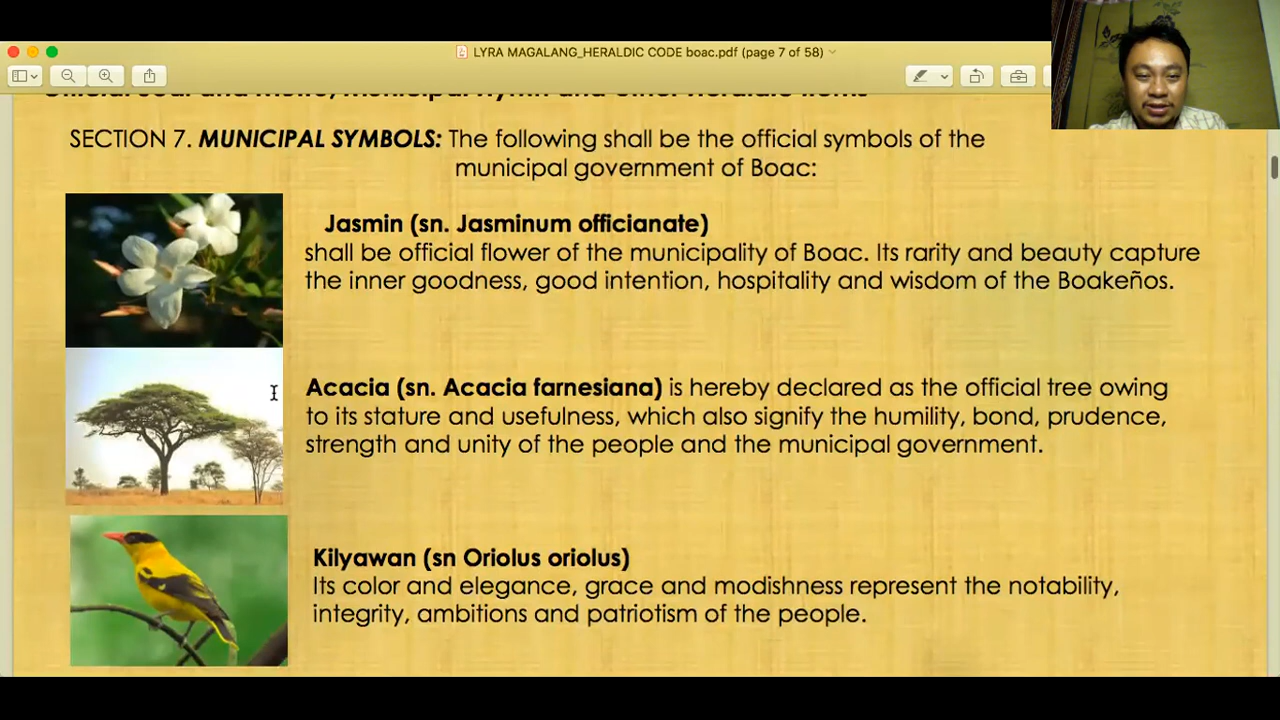 LYRA MAGALANG_HERALDIC CODE boac.pdf (page 7 of 58)
SECTION 7. MUNICIPAL SYMBOLS: The following shall be the official symbols of the
municipal government of Boac:
Jasmin (sn. Jasminum officianate)
shall be official flower of the municipality of Boac. Its rarity and beauty capture
the inner goodness, good intention, hospitality and wisdom of the Boakeños.
Acacia (sn. Acacia farnesiana) is hereby declared as the official tree owing
to its stature and usefulness, which also signify the humility, bond, prudence,
strength and unity of the people and the municipal government.
Kilyawan (sn Oriolus oriolus)
Its color and elegance, grace and modishness represent the notability,
integrity, ambitions and patriotism of the people.